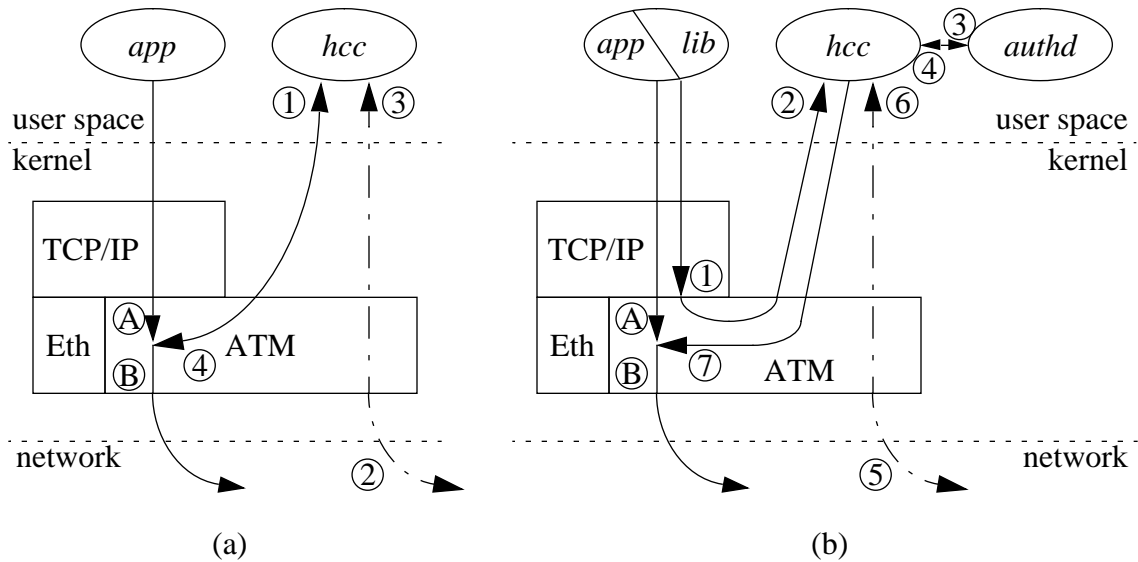 app
hcc
①
③
user space
kernel
TCP/IP
Eth
Ⓐ
Ⓑ
④
ATM
network
②
(a)
app
lib
hcc
③
④
authd
②
⑥
user space
kernel
TCP/IP
①
Eth
Ⓐ
Ⓑ
⑦
ATM
network
⑤
(b)